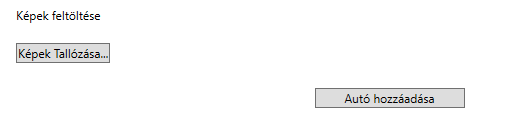 Képek feltöltése
Képek Tallózása...
Autó hozzáadása